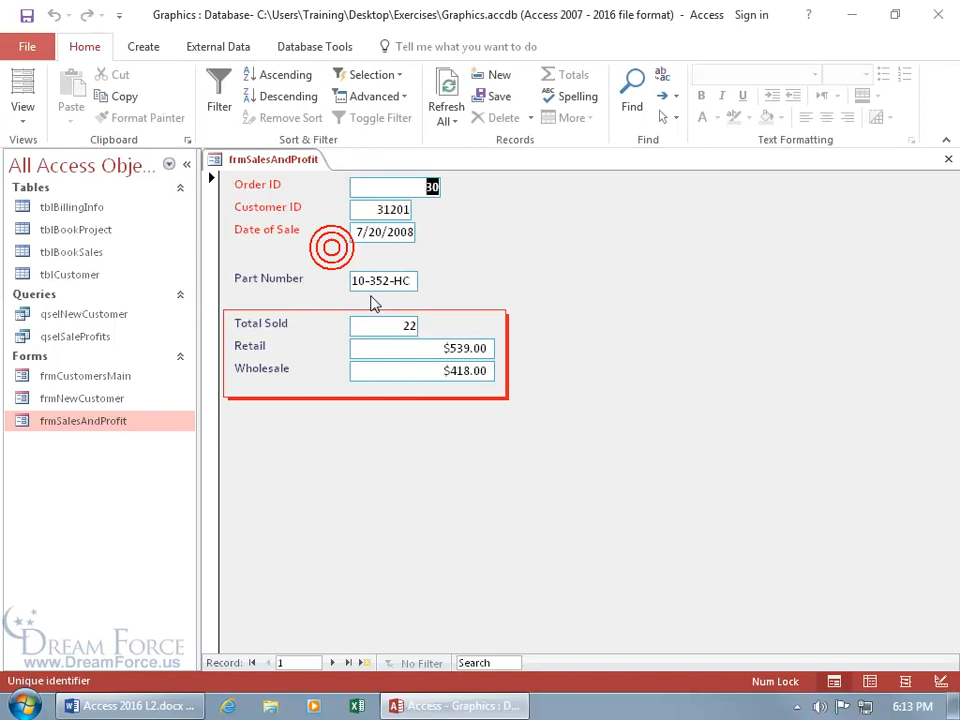 Graphics : Database- C:\Users\Training\Desktop\Exercises\Graphics.accdb (Access 2007 - 2016 file format) - Access Sign in ?
File Home Create External Data Database Tools Tell me what you want to do
View
Views
Paste
Cut
Copy
Format Painter
Clipboard
Filter
Ascending
Descending
Remove Sort
Selection
Advanced
Toggle Filter
Sort & Filter
Refresh
All
New
Save
Delete
Totals
Spelling
More
Records
Find
Find
B I U
A
Text Formatting
All Access Obje...
Tables
tblBillingInfo
tblBookProject
tblBookSales
tblCustomer
Queries
qselNewCustomer
qselSaleProfits
Forms
frmCustomersMain
frmNewCustomer
frmSalesAndProfit
frmSalesAndProfit
Order ID 30
Customer ID 31201
Date of Sale 7/20/2008
Part Number 10-352-HC
Total Sold 22
Retail $539.00
Wholesale $418.00
DREAM FORCE
www.DreamForce.us
Record: 1 No Filter Search
Unique identifier Num Lock
Access 2016 L2.docx ... Access - Graphics : D... 6:13 PM